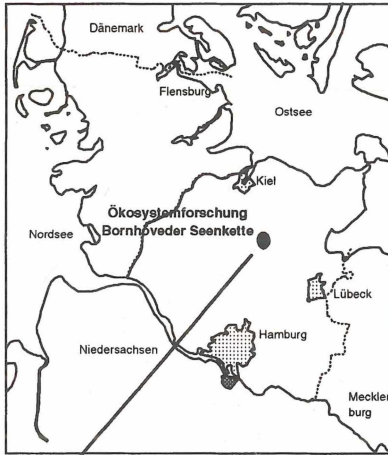 Dänemark
Flensburg
Ostsee
Kiel
Ökosystemforschung
Bornhöveder Seenkette
Nordsee
Lübeck
Hamburg
Niedersachsen
Mecklen
burg